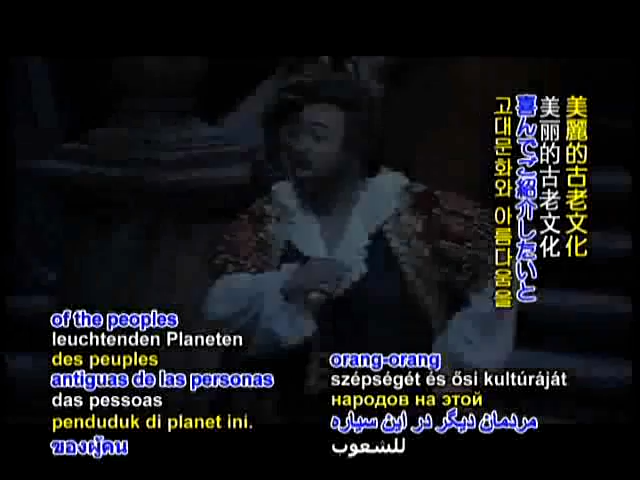 美麗的古老文化
美丽的古老文化
喜んでご紹介したいと
고대문화와 아름다움을
of the peoples
leuchtenden Planeten
des peuples
antiguas de las personas
das pessoas
penduduk di planet ini.
ของผู้คน
orang-orang
szépségét és ősi kultúráját
народов на этой
مردمان دیگر در این سیاره
للشعوب